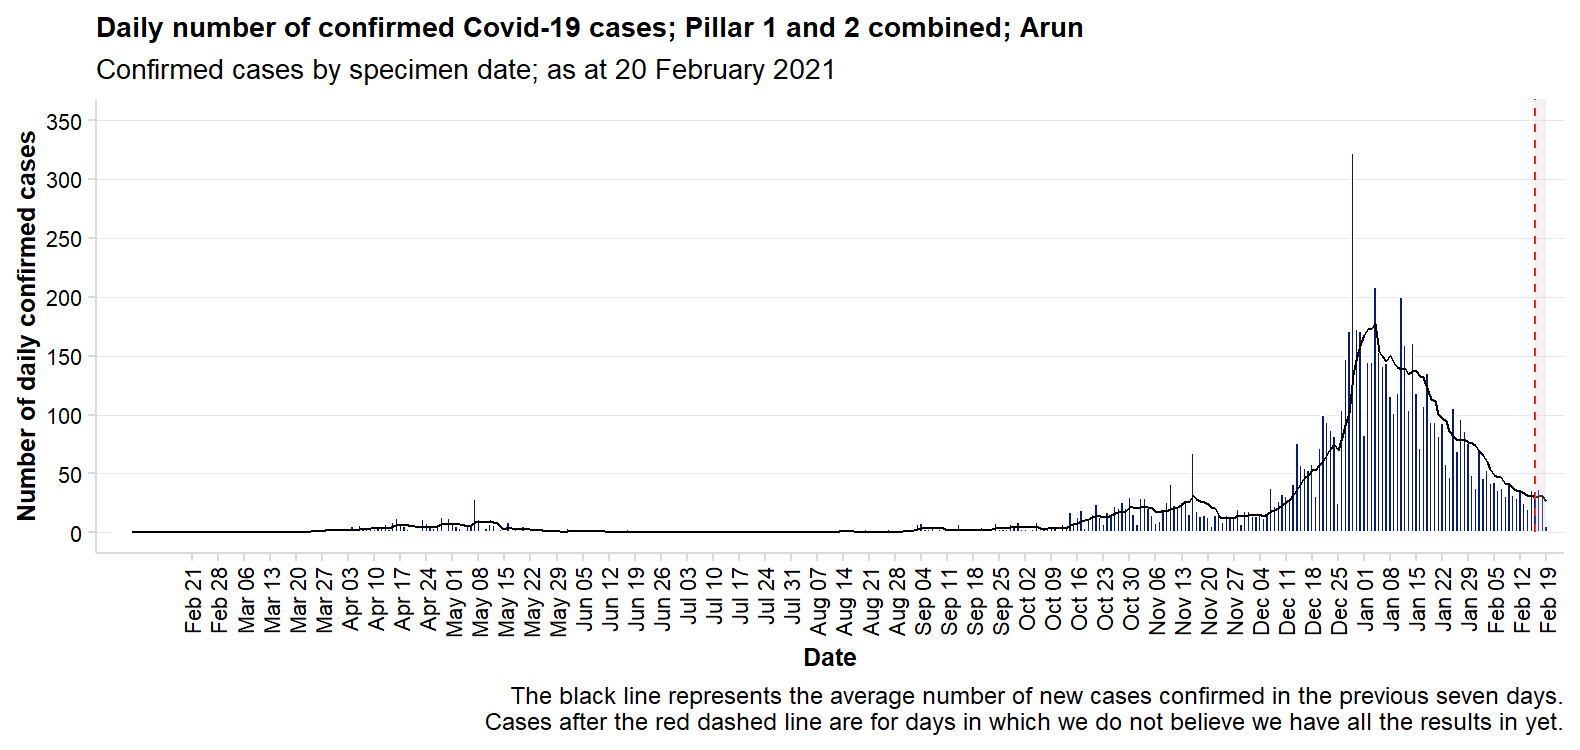 Daily number of confirmed Covid-19 cases; Pillar 1 and 2 combined; Arun
Confirmed cases by specimen date; as at 20 February 2021
Number of daily confirmed cases
350
300
250
200
150
100
50
0
Feb 21
Feb 28
Mar 06
Mar 13
Mar 20
Mar 27
Apr 03
Apr 10
Apr 17
Apr 24
May 01
May 08
May 15
May 22
May 29
Jun 05
Jun 12
Jun 19
Jun 26
Jul 03
Jul 10
Jul 17
Jul 24
Jul 31
Aug 07
Aug 14
Aug 21
Aug 28
Sep 04
Sep 11
Sep 18
Sep 25
Oct 02
Oct 09
Oct 16
Oct 23
Oct 30
Nov 06
Nov 13
Nov 20
Nov 27
Dec 04
Dec 11
Dec 18
Dec 25
Jan 01
Jan 08
Jan 15
Jan 22
Jan 29
Feb 05
Feb 12
Feb 19
Date
The black line represents the average number of new cases confirmed in the previous seven days.
Cases after the red dashed line are for days in which we do not believe we have all the results in yet.